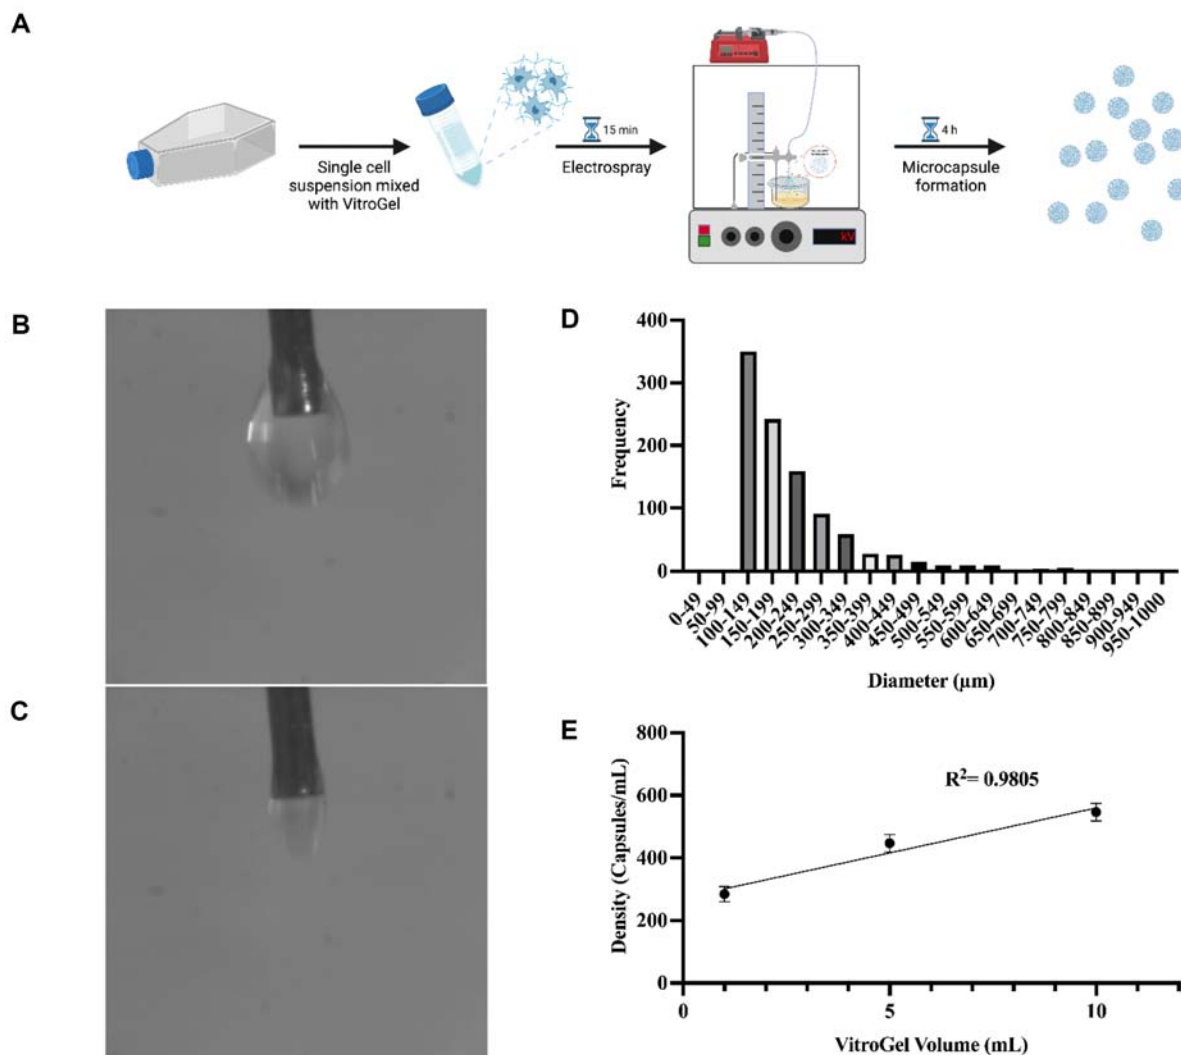 A
15 min
4 h
Single cell
suspension mixed
with VitroGel
Electrospray
Microcapsule
formation
kV
B
C
D
400
300
200
100
0
Frequency
0-49
50-99
100-149
150-199
200-249
250-299
300-349
350-399
400-449
450-499
500-549
550-599
600-649
650-699
700-749
750-799
800-849
850-899
900-949
950-1000
Diameter (µm)
E
800
600
400
200
0
Density (Capsules/mL)
R²= 0.9805
0
5
10
VitroGel Volume (mL)